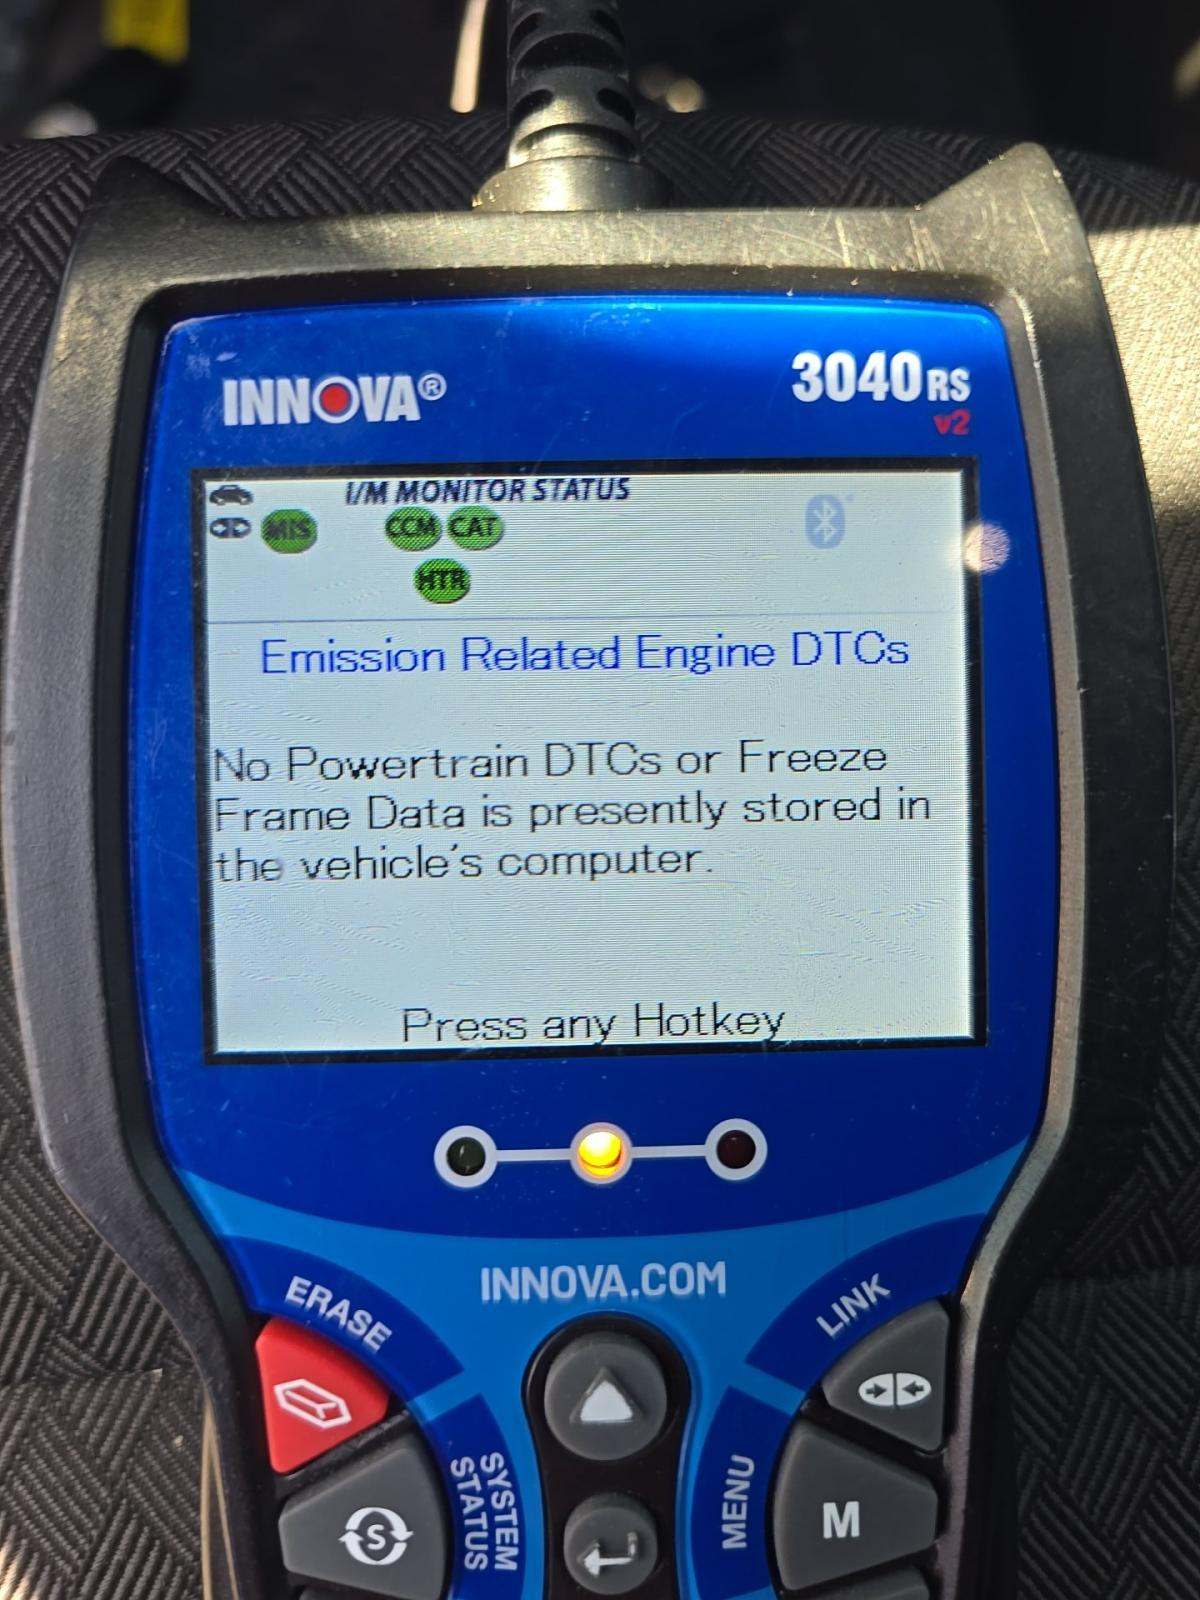 INNOVA®
3040RS
v2
I/M MONITOR STATUS
MIS CCM CAT
HTR
Emission Related Engine DTCs
No Powertrain DTCs or Freeze
Frame Data is presently stored in
the vehicle's computer.
Press any Hotkey
INNOVA.COM
ERASE
LINK
SYSTEM
STATUS
S
MENU
M